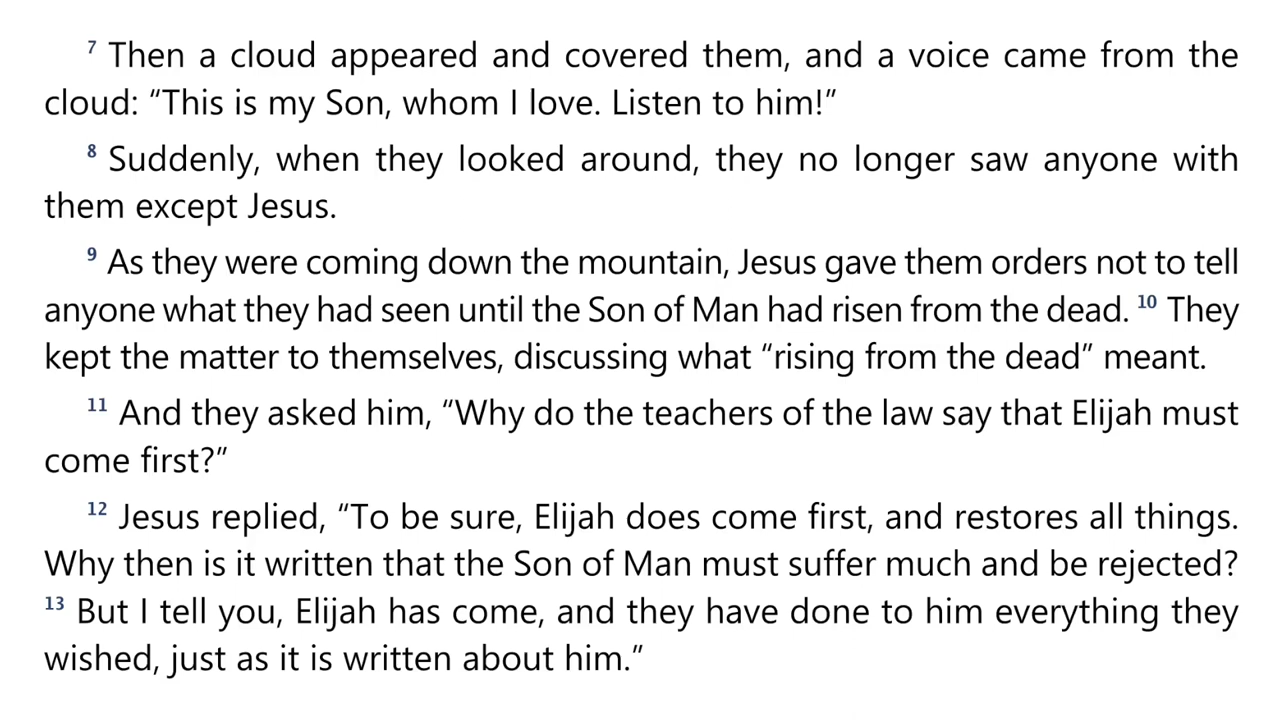 7 Then a cloud appeared and covered them, and a voice came from the
cloud: “This is my Son, whom I love. Listen to him!”
8 Suddenly, when they looked around, they no longer saw anyone with
them except Jesus.
9 As they were coming down the mountain, Jesus gave them orders not to tell
anyone what they had seen until the Son of Man had risen from the dead. 10 They
kept the matter to themselves, discussing what “rising from the dead” meant.
11 And they asked him, “Why do the teachers of the law say that Elijah must
come first?”
12 Jesus replied, “To be sure, Elijah does come first, and restores all things.
Why then is it written that the Son of Man must suffer much and be rejected?
13 But I tell you, Elijah has come, and they have done to him everything they
wished, just as it is written about him.”